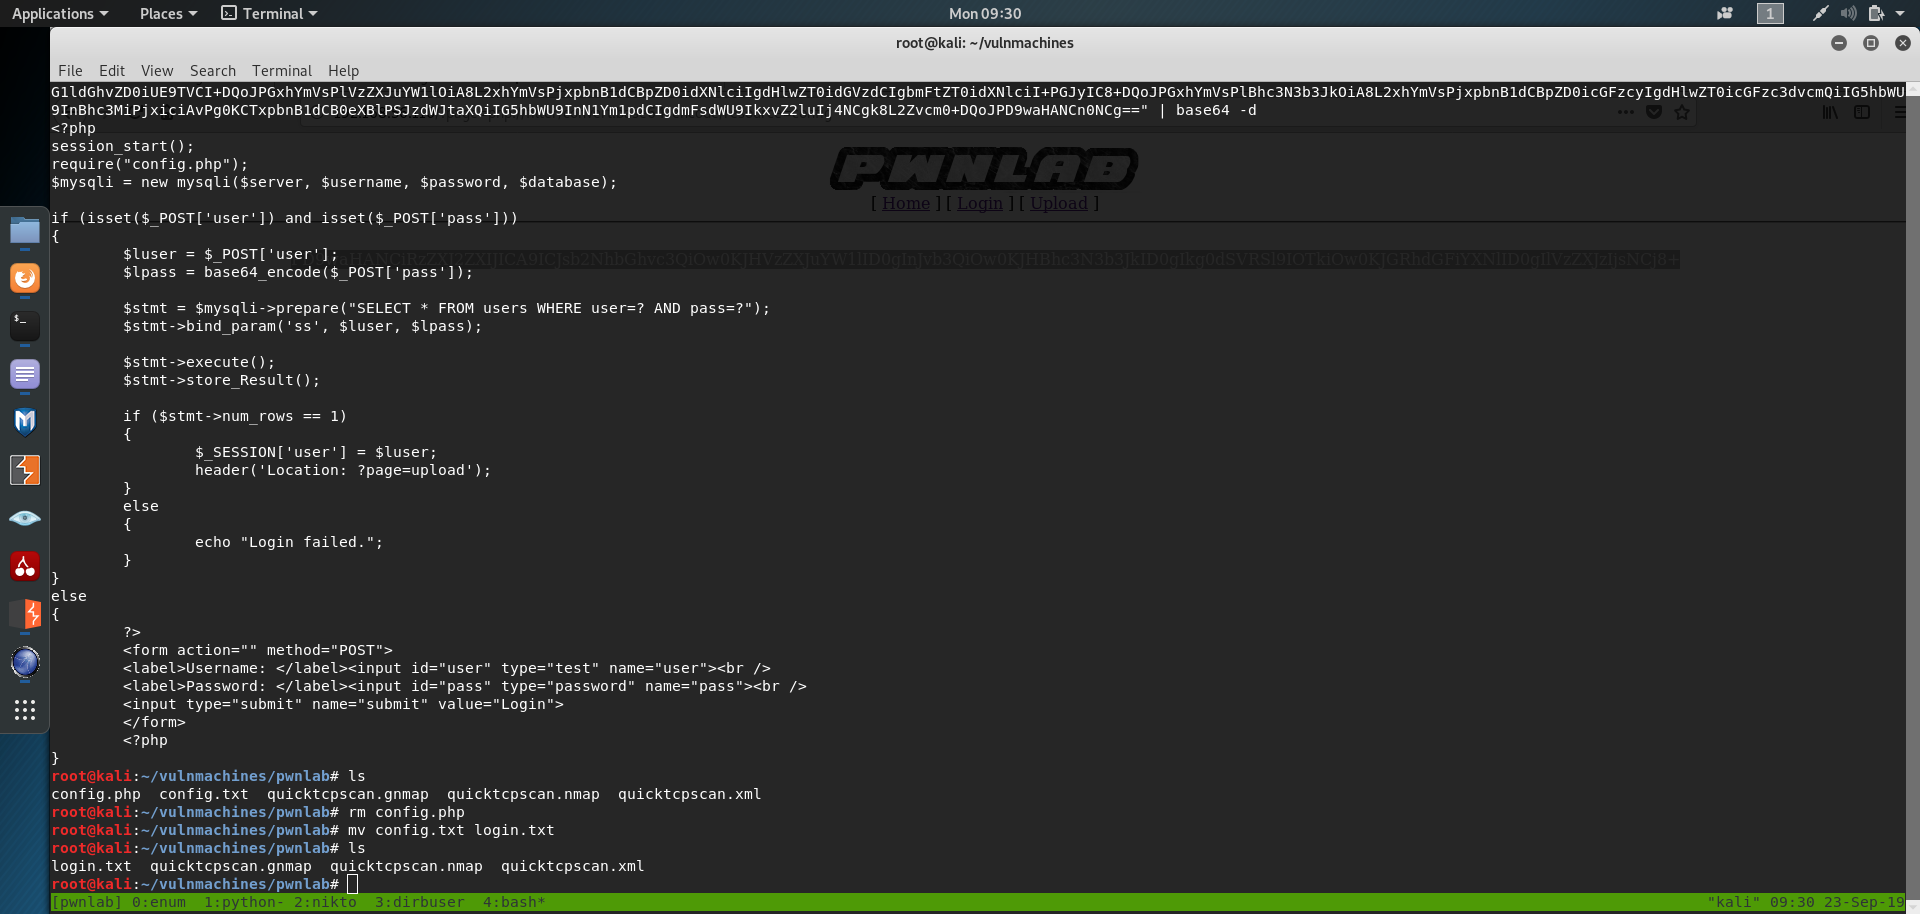 Applications Places Terminal Mon 09:30 1
root@kali: ~/vulnmachines
File Edit View Search Terminal Help
<?php
session_start();
require("config.php");
$mysqli = new mysqli($server, $username, $password, $database);
PWNLAB
[ Home ] [ Login ] [ Upload ]
if (isset($_POST['user']) and isset($_POST['pass']))
{
$luser = $_POST['user'];
$lpass = base64_encode($_POST['pass']);
$stmt = $mysqli->prepare("SELECT * FROM users WHERE user=? AND pass=?");
$stmt->bind_param('ss', $luser, $lpass);
$stmt->execute();
$stmt->store_Result();
if ($stmt->num_rows == 1)
{
$_SESSION['user'] = $luser;
header('Location: ?page=upload');
}
else
{
echo "Login failed.";
}
}
else
{
?>
<form action="" method="POST">
<label>Username: </label><input id="user" type="test" name="user"><br />
<label>Password: </label><input id="pass" type="password" name="pass"><br />
<input type="submit" name="submit" value="Login">
</form>
<?php
}
root@kali:~/vulnmachines/pwnlab# ls
config.php config.txt quicktcpscan.gnmap quicktcpscan.nmap quicktcpscan.xml
root@kali:~/vulnmachines/pwnlab# rm config.php
root@kali:~/vulnmachines/pwnlab# mv config.txt login.txt
root@kali:~/vulnmachines/pwnlab# ls
login.txt quicktcpscan.gnmap quicktcpscan.nmap quicktcpscan.xml
root@kali:~/vulnmachines/pwnlab#
[pwnlab] 0:enum 1:python- 2:nikto 3:dirbuser 4:bash* "kali" 09:30 23-Sep-19